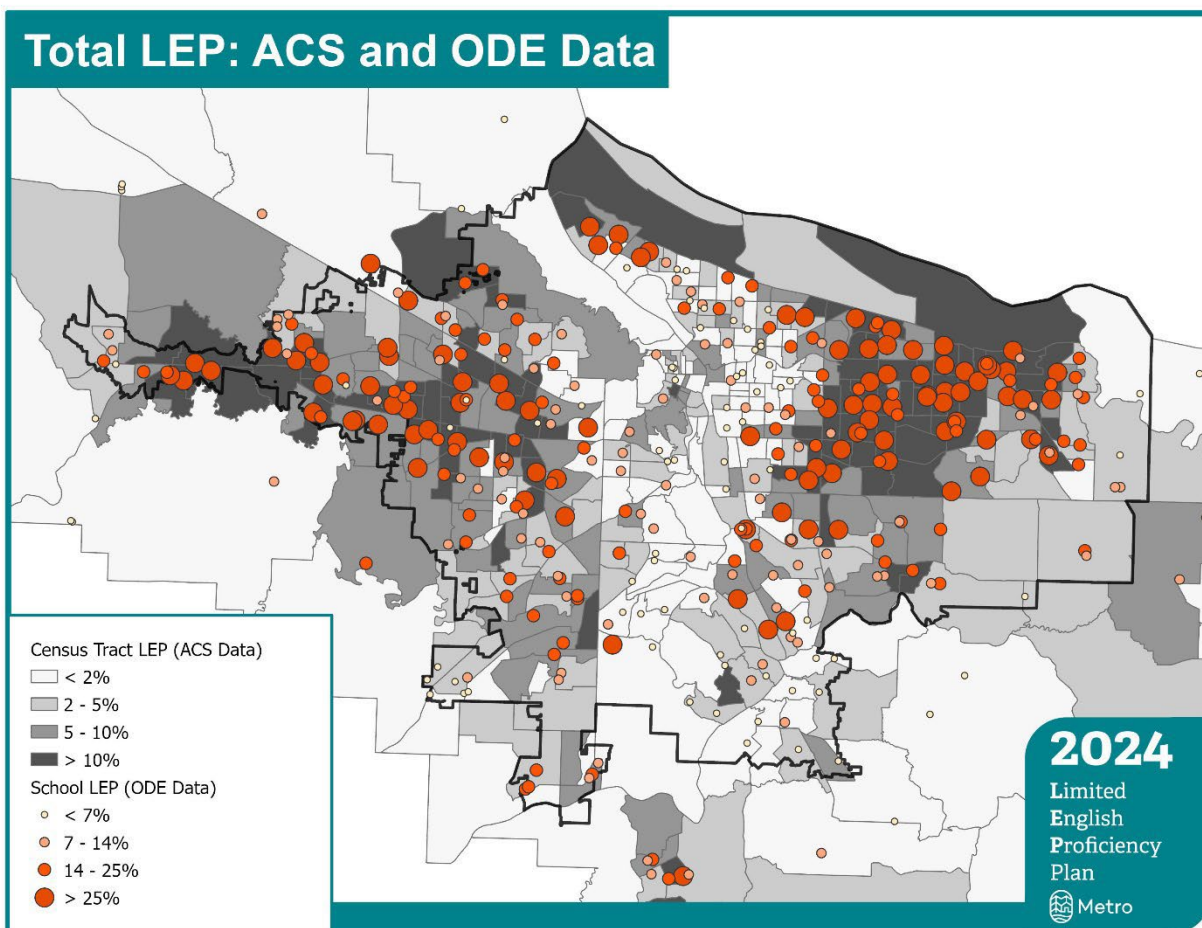 Total LEP: ACS and ODE Data
Census Tract LEP (ACS Data)
< 2%
2 - 5%
5 - 10%
> 10%
School LEP (ODE Data)
< 7%
7 - 14%
14 - 25%
> 25%
2024
Limited
English
Proficiency
Plan
Metro